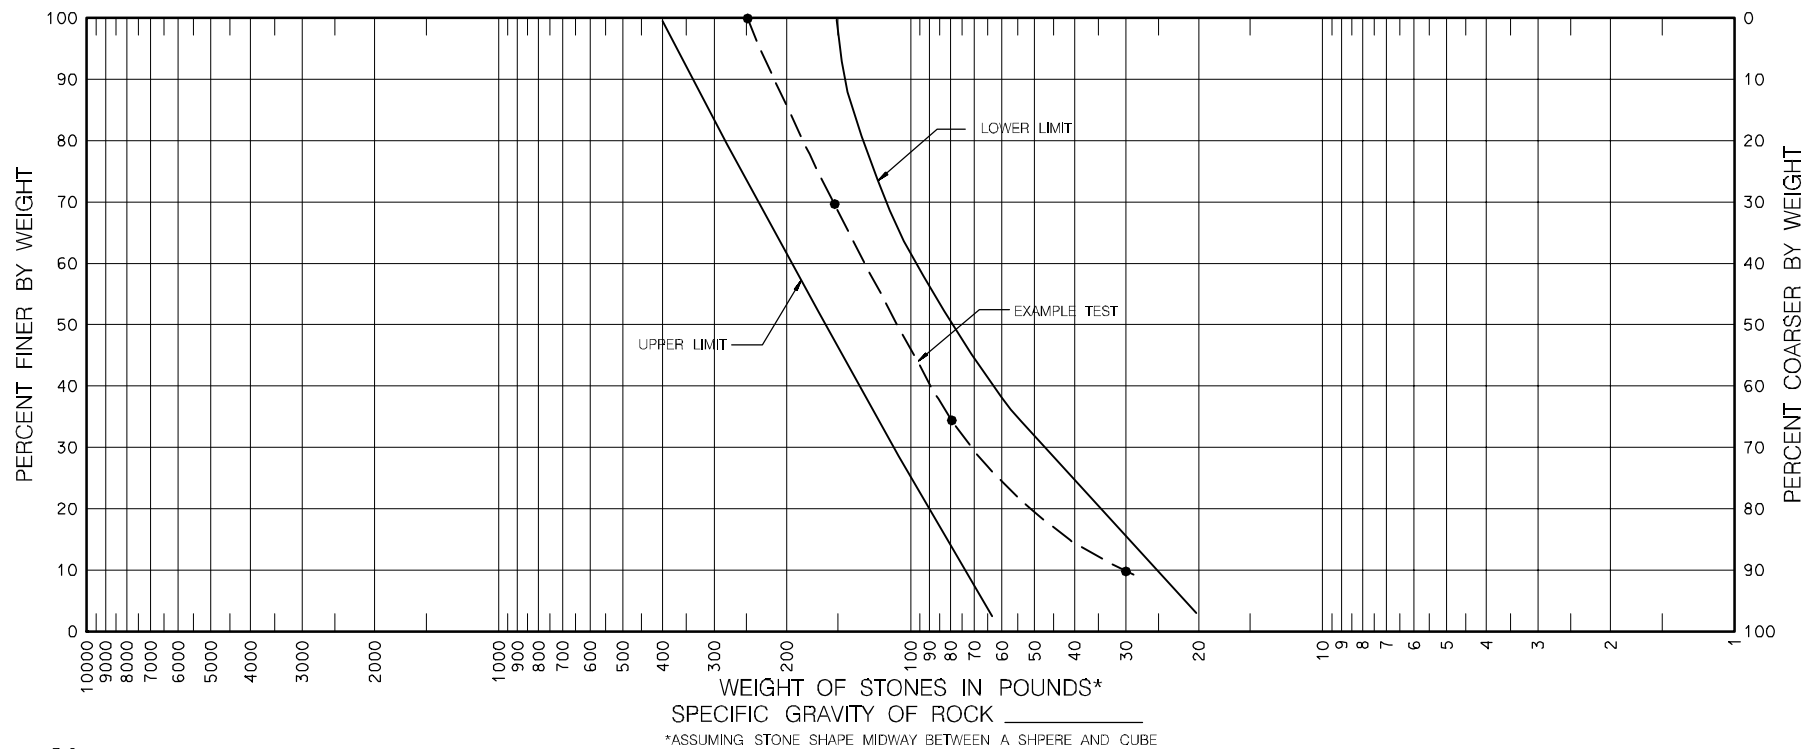 100
90
80
70
60
50
40
30
20
10
0
PERCENT FINER BY WEIGHT
0
10
20
30
40
50
60
70
80
90
100
PERCENT COARSER BY WEIGHT
LOWER LIMIT
EXAMPLE TEST
UPPER LIMIT
10000 9000 8000 7000 6000 5000 4000 3000 2000 1000 900 800 700 600 500 400 300 200 100 90 80 70 60 50 40 30 20 10 9 8 7 6 5 4 3 2 1
WEIGHT OF STONES IN POUNDS*
SPECIFIC GRAVITY OF ROCK
*ASSUMING STONE SHAPE MIDWAY BETWEEN A SHPERE AND CUBE